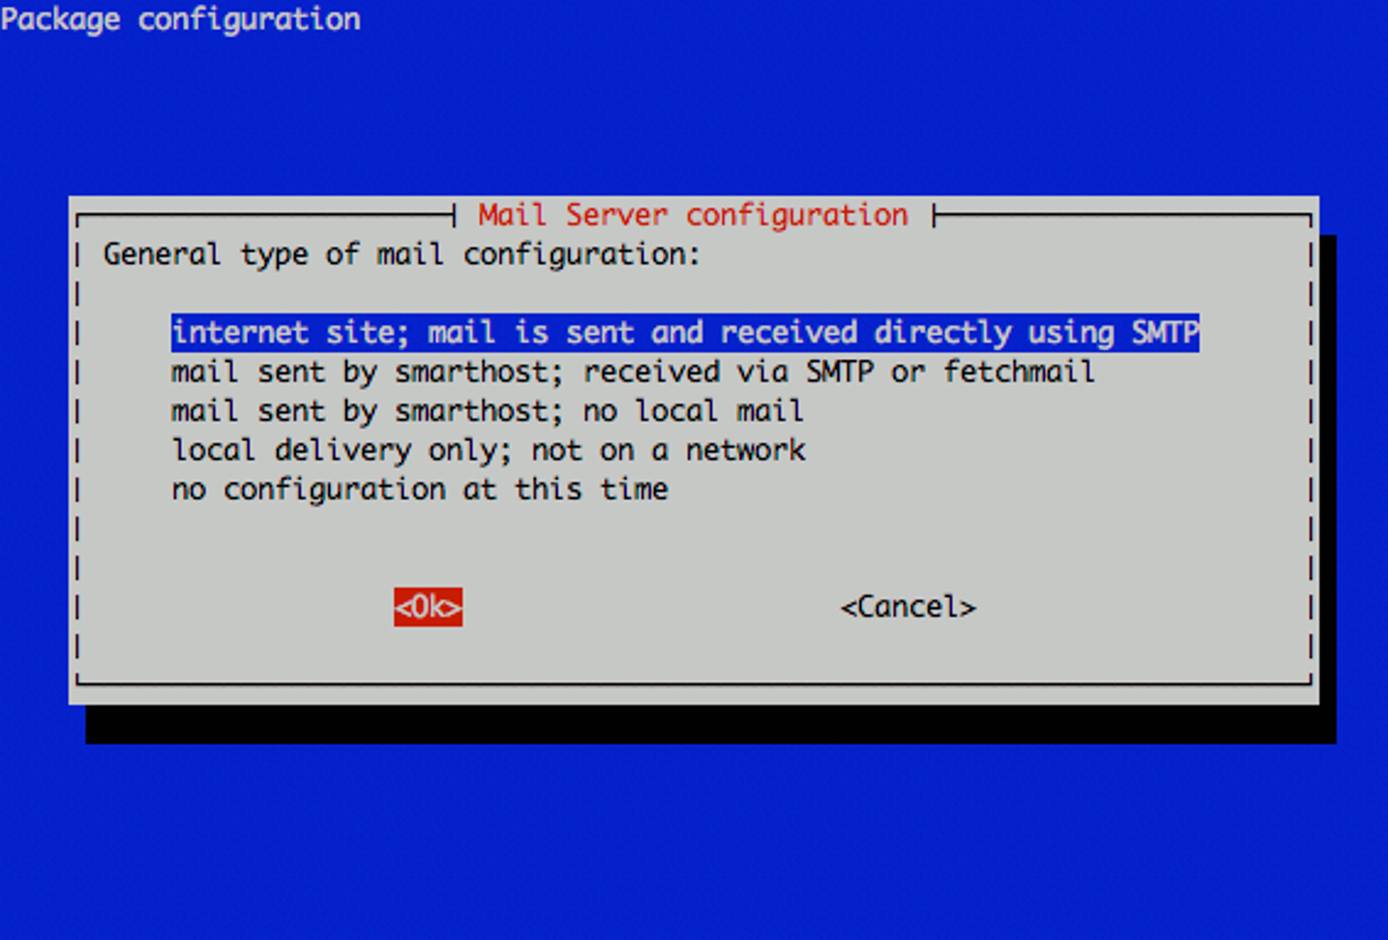 Package configuration
Mail Server configuration
General type of mail configuration:
internet site; mail is sent and received directly using SMTP
mail sent by smarthost; received via SMTP or fetchmail
mail sent by smarthost; no local mail
local delivery only; not on a network
no configuration at this time
<Ok> <Cancel>